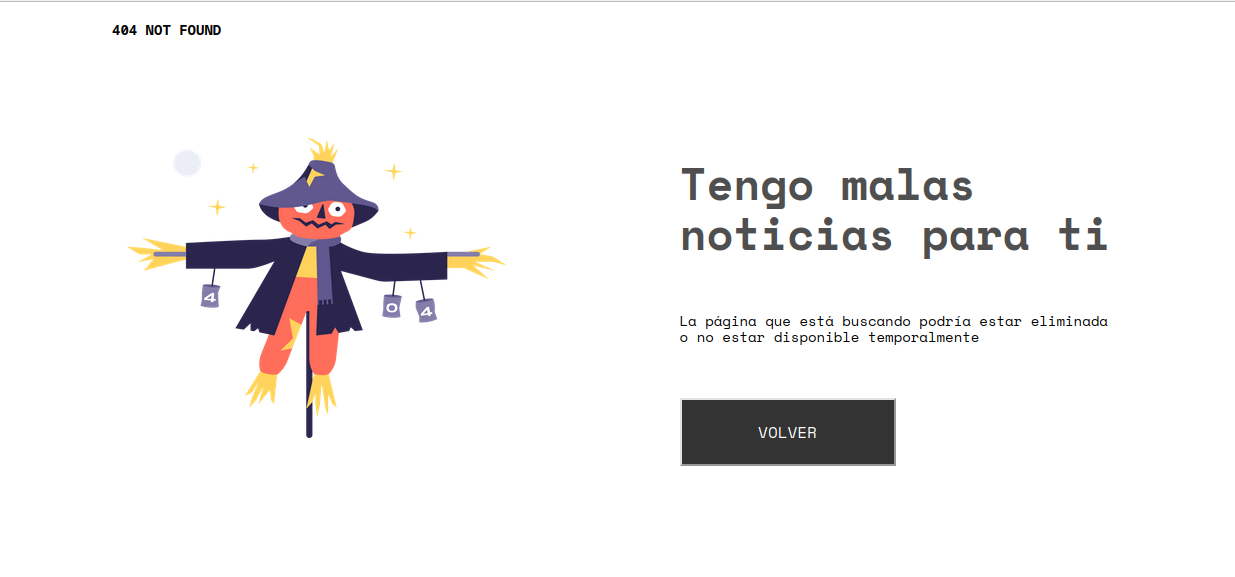 404 NOT FOUND
Tengo malas
noticias para ti
4
0
4
La página que está buscando podría estar eliminada
o no estar disponible temporalmente
VOLVER